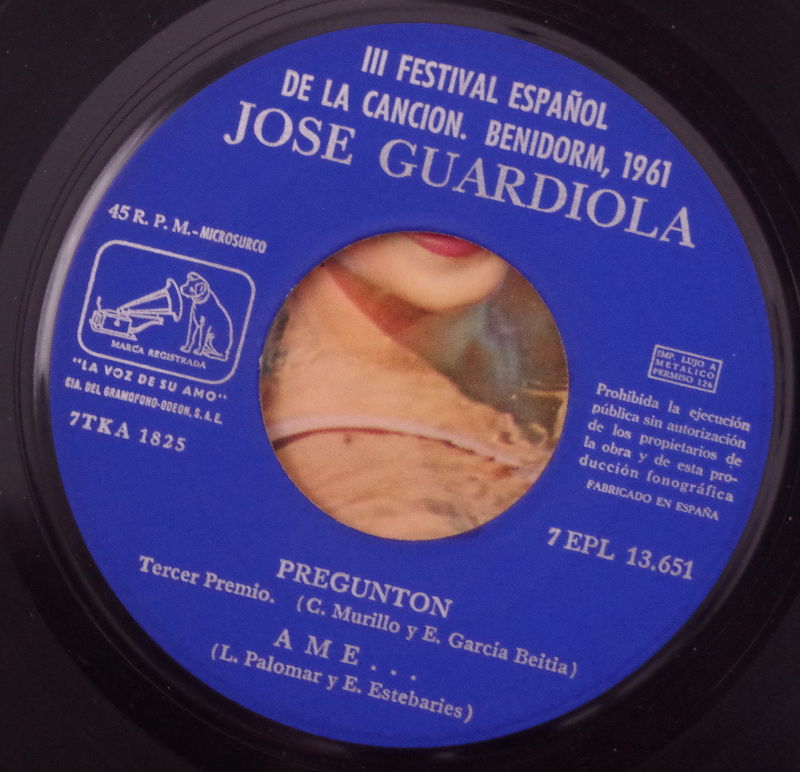 III FESTIVAL ESPAÑOL
DE LA CANCION. BENIDORM, 1961
JOSE GUARDIOLA
45 R. P. M.-MICROSURCO
MARCA REGISTRADA
"LA VOZ DE SU AMO"
CIA. DEL GRAMOFONO-ODEON, S. A. E.
7TKA 1825
IMP. LUJO A
METALICO
PERMISO 126
Prohibida la ejecución
pública sin autorización
de los propietarios de
la obra y de esta pro-
ducción fonográfica
FABRICADO EN ESPAÑA
7 EPL 13.651
PREGUNTON
Tercer Premio. (C. Murillo y E. García Beitia)
A M E . . .
(L. Palomar y E. Estebaries)